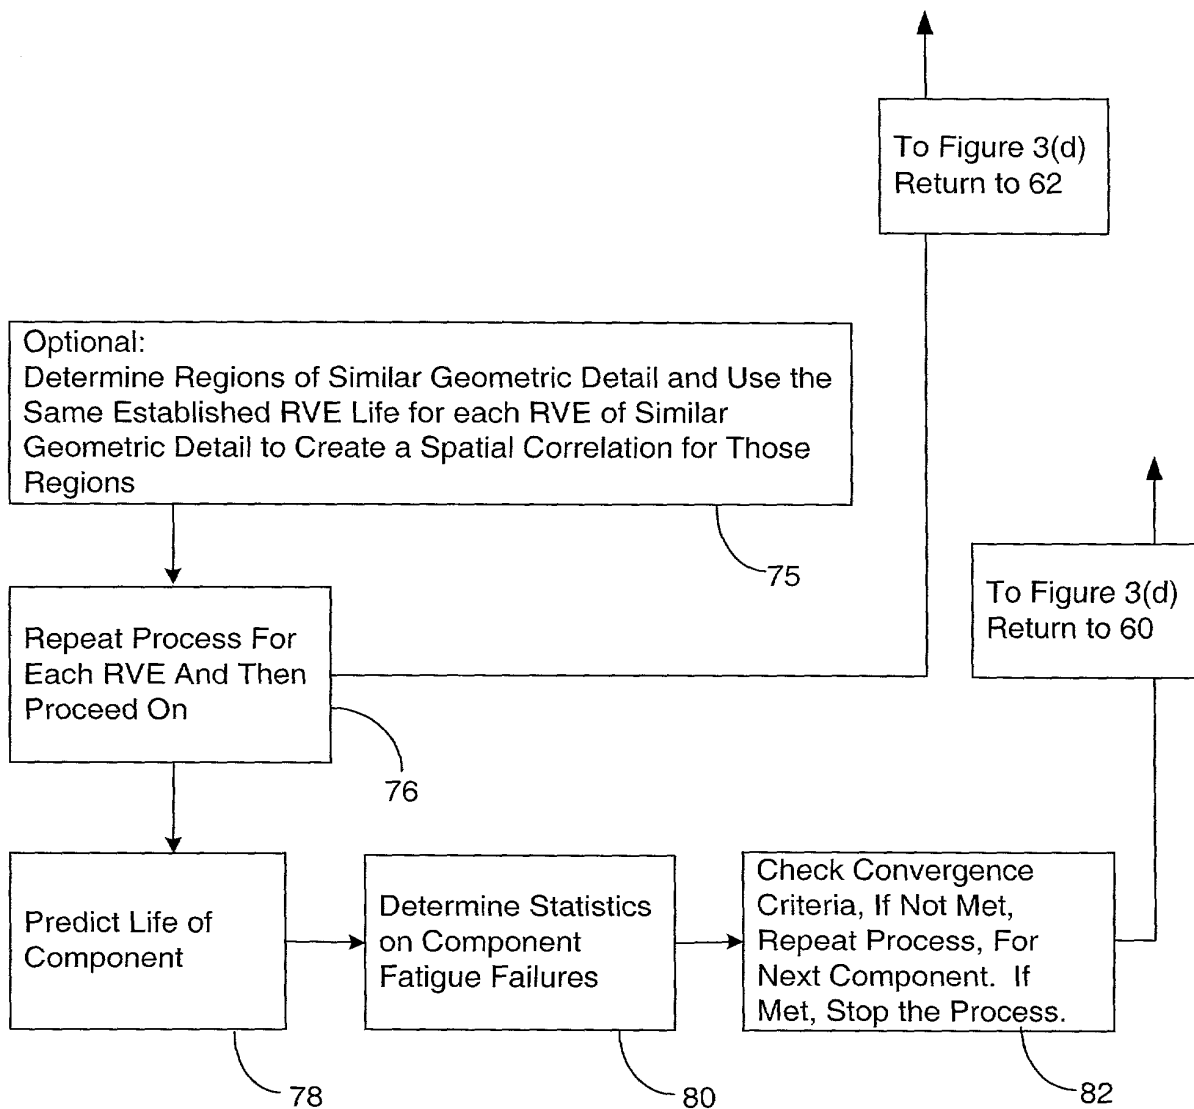 To Figure 3(d)
Return to 62
Optional:
Determine Regions of Similar Geometric Detail and Use the
Same Established RVE Life for each RVE of Similar
Geometric Detail to Create a Spatial Correlation for Those
Regions
75
To Figure 3(d)
Return to 60
Repeat Process For
Each RVE And Then
Proceed On
76
Predict Life of
Component
78
Determine Statistics
on Component
Fatigue Failures
80
Check Convergence
Criteria, If Not Met,
Repeat Process, For
Next Component.  If
Met, Stop the Process.
82